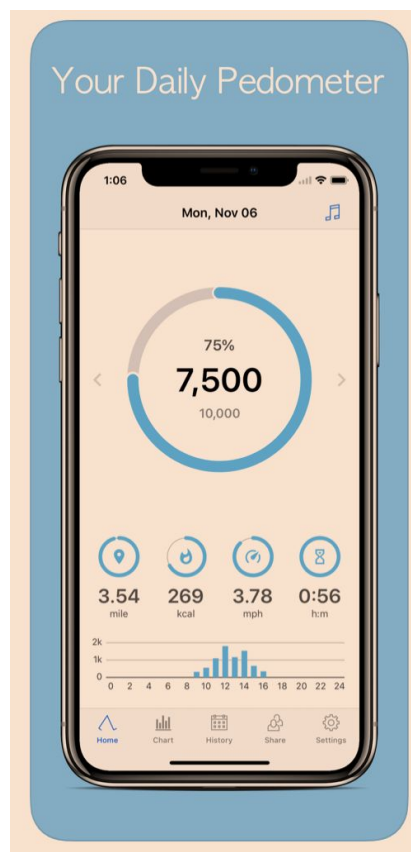 Your Daily Pedometer
1:06
Mon, Nov 06
75%
7,500
10,000
3.54 269 3.78 0:56
mile kcal mph h:m
2k
1k
0
0 2 4 6 8 10 12 14 16 18 20 22 24
Home Chart History Share Settings